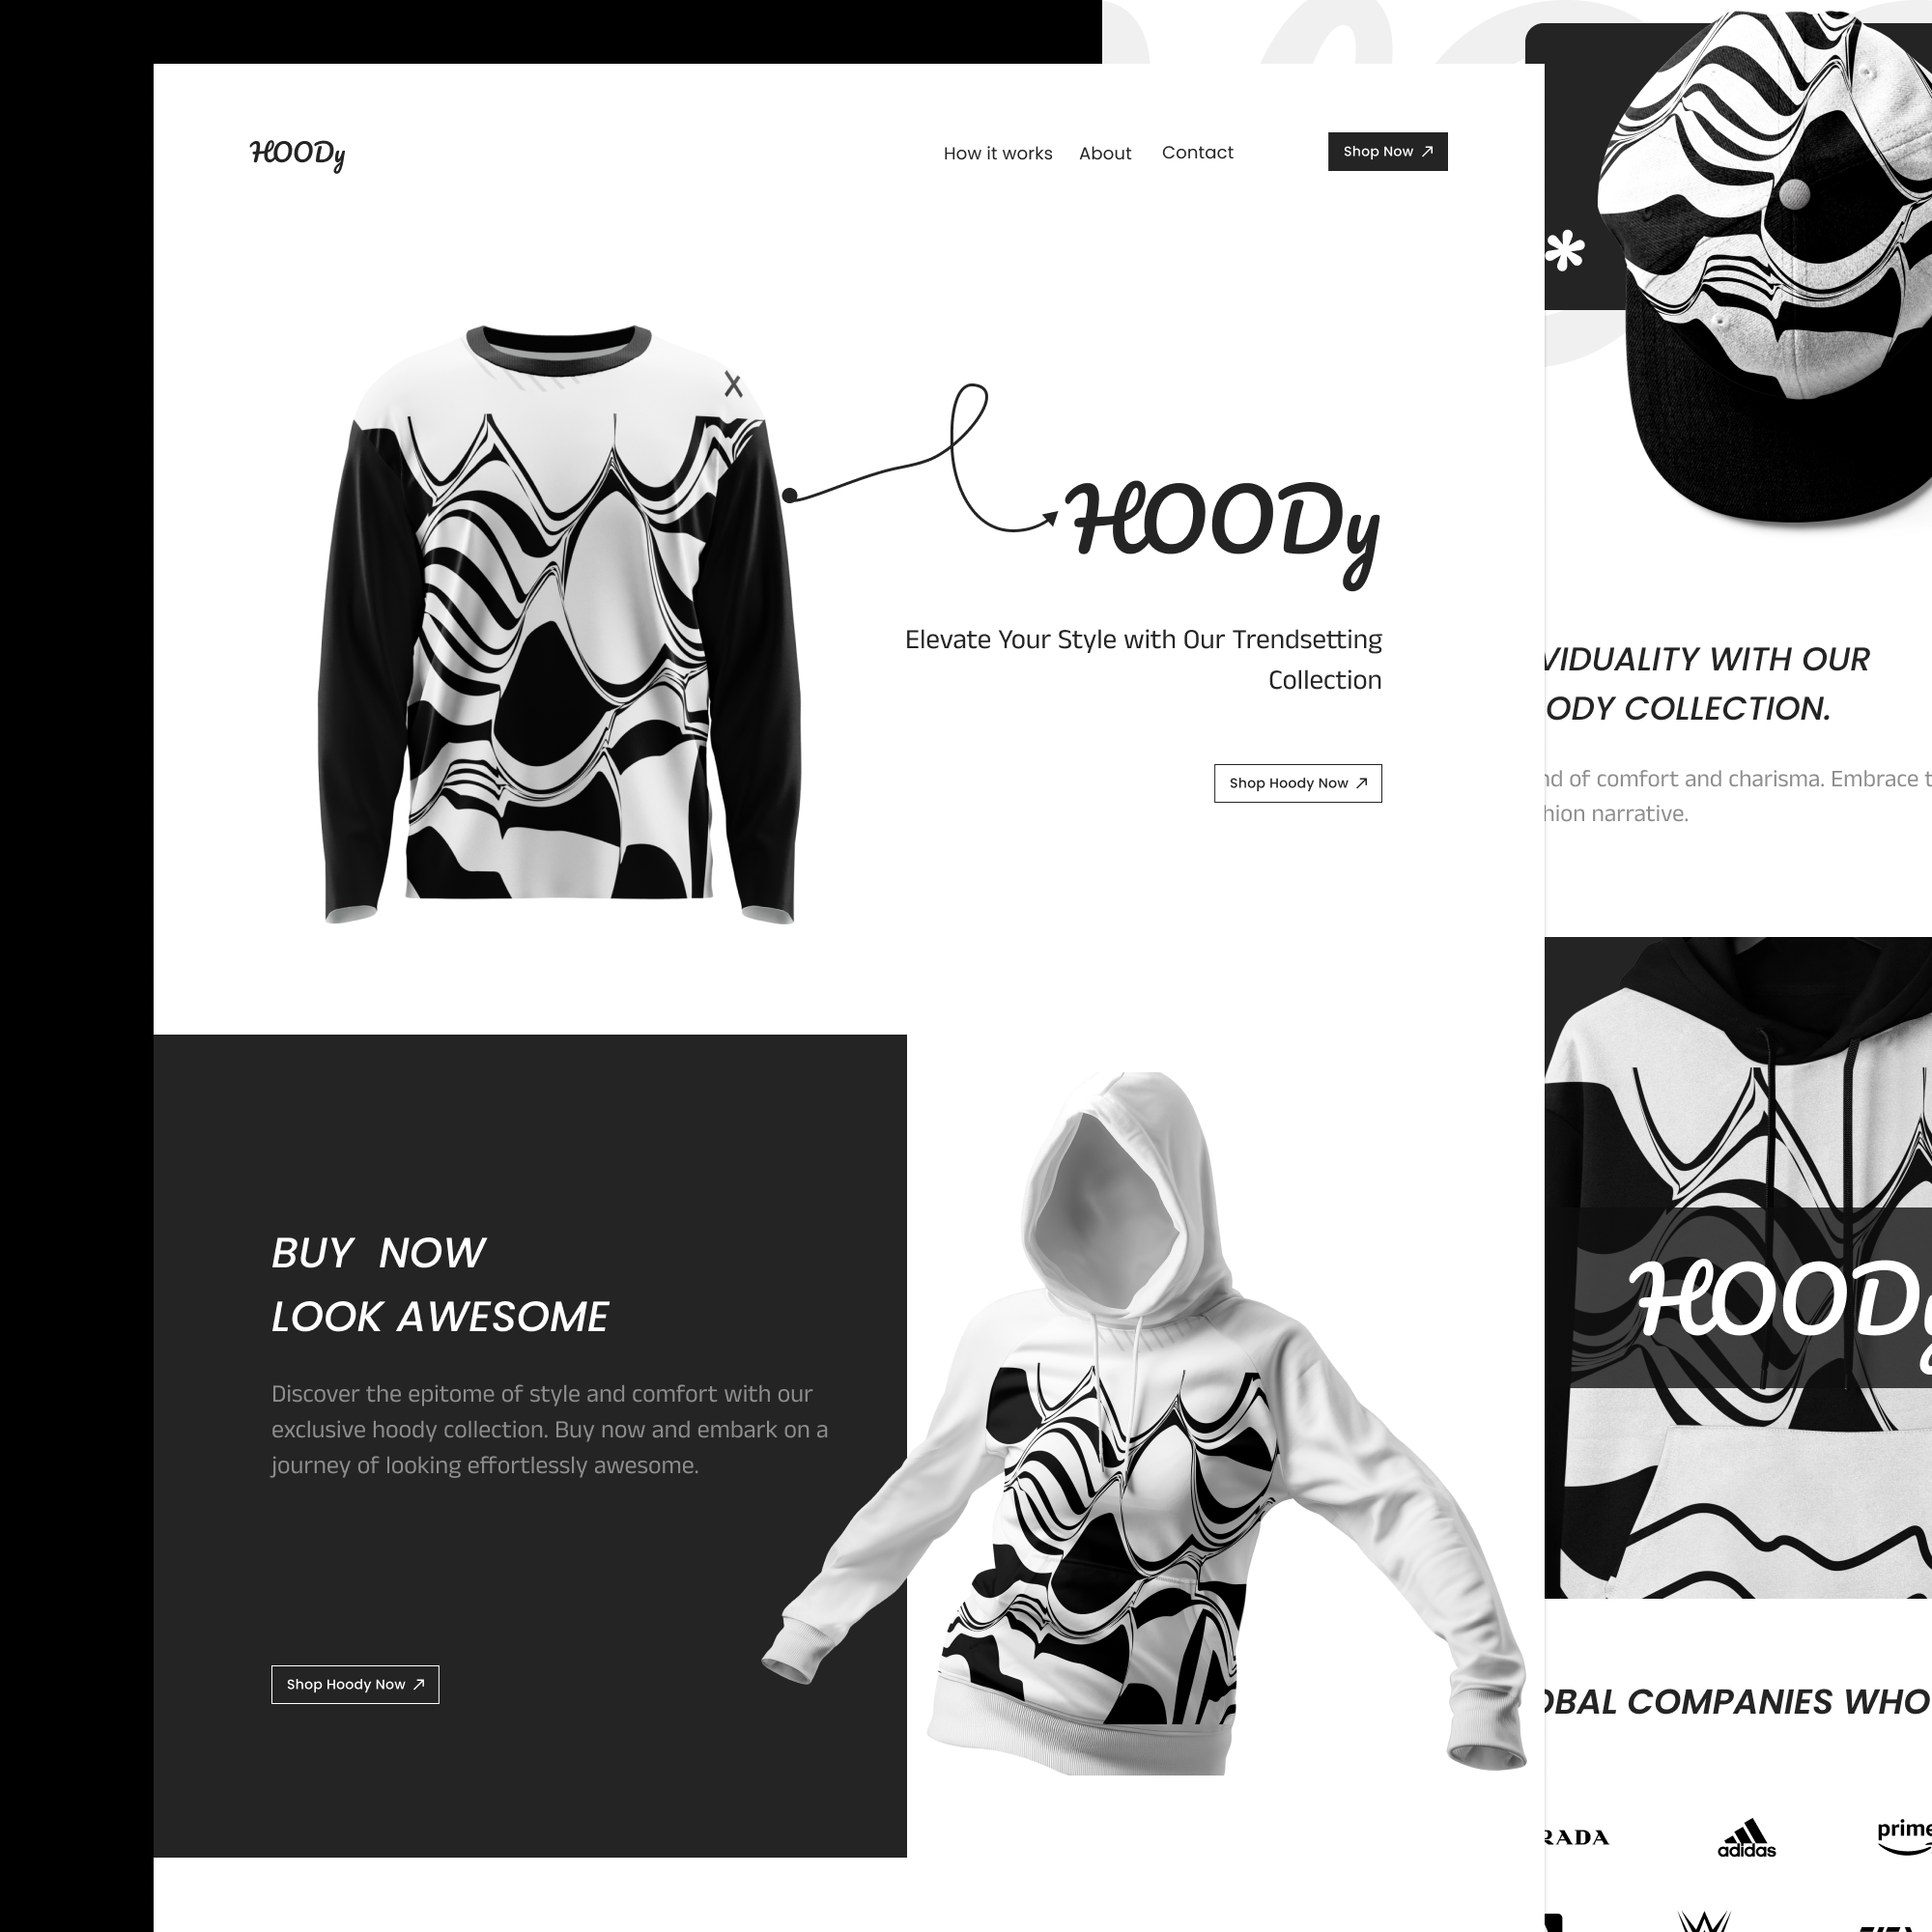 HOODy
How it works
About
Contact
Shop Now
X
HOODy
Elevate Your Style with Our Trendsetting
Collection
Shop Hoody Now
BUY NOW
LOOK AWESOME
Discover the epitome of style and comfort with our
exclusive hoody collection. Buy now and embark on a
journey of looking effortlessly awesome.
Shop Hoody Now
*
VIDUALITY WITH OUR
ODY COLLECTION.
nd of comfort and charisma. Embrace t
hion narrative.
HOODy
OBAL COMPANIES WHO
RADA
adidas
prime